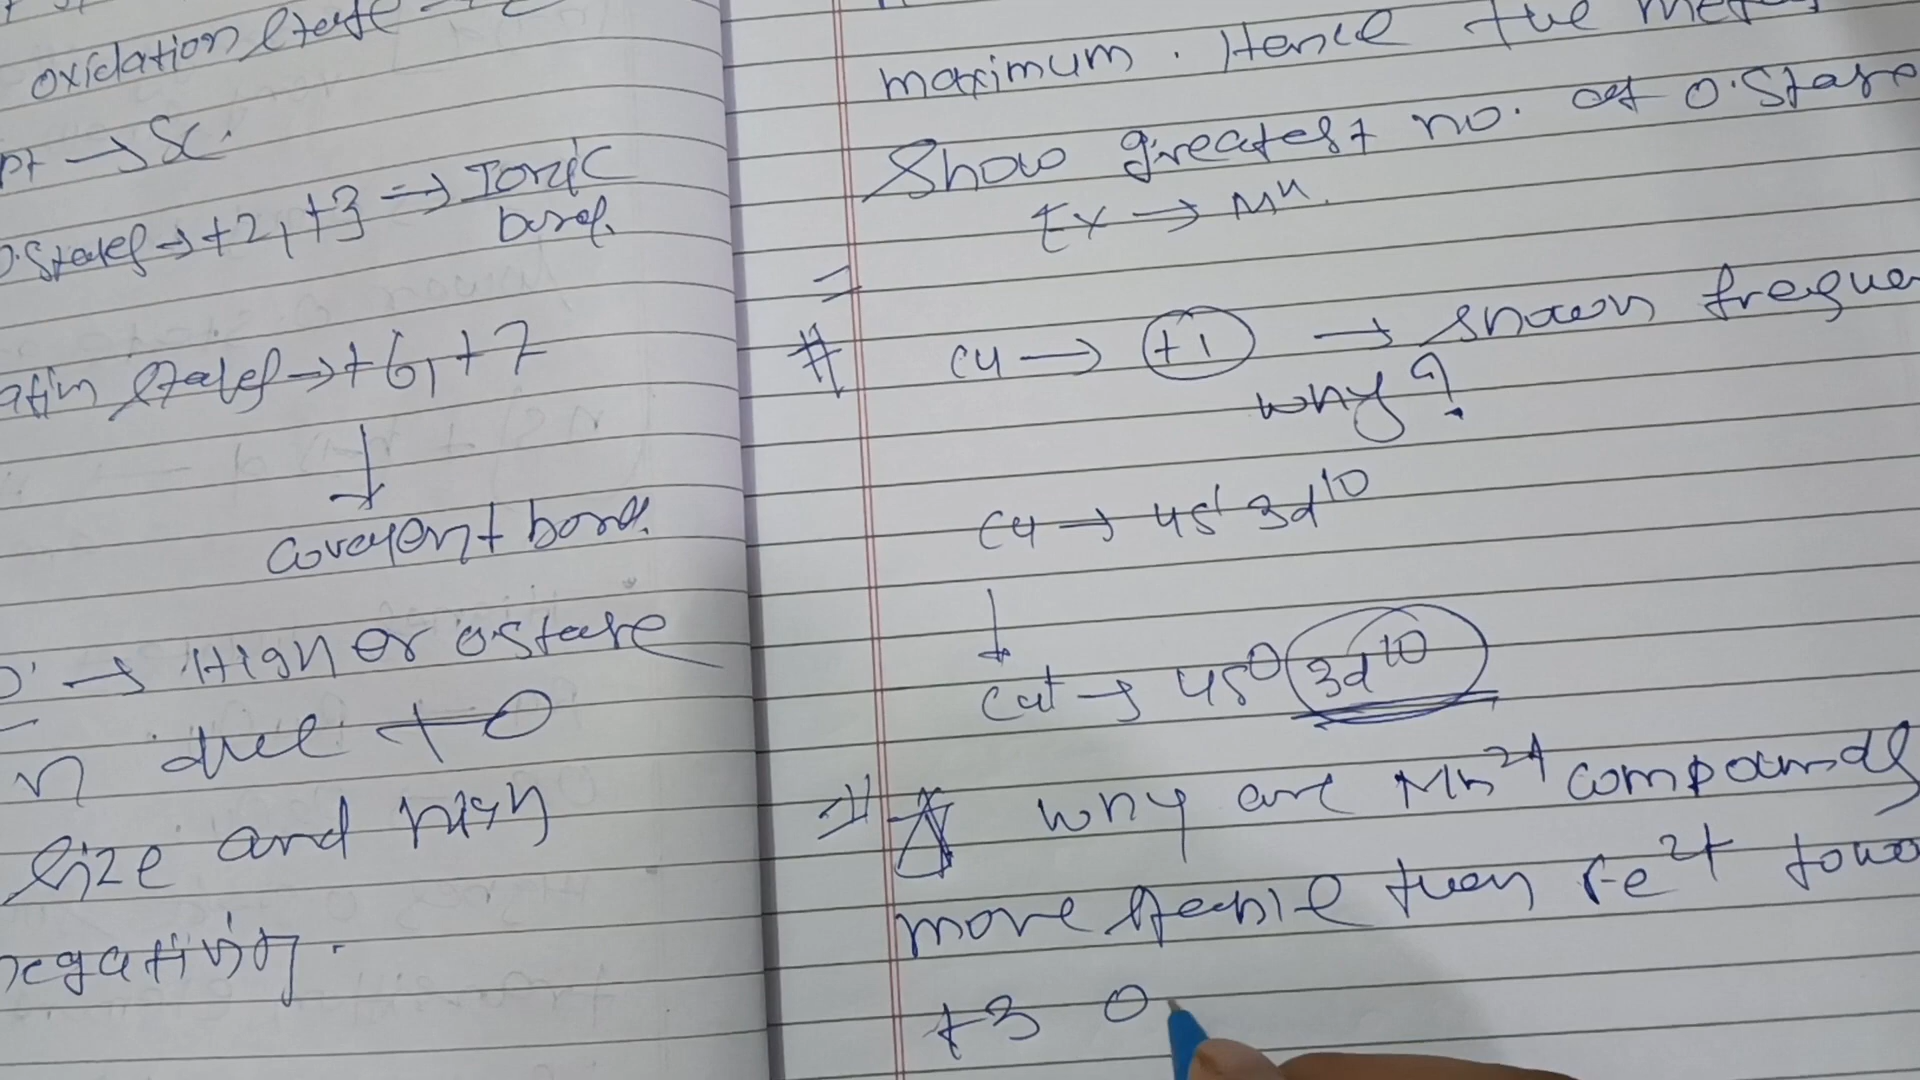 oxidation state
pt → Sc.
O.States → +2, +3 ⇒ Ionic
bond.
states → +6, +7
↓
Covalent bond.
→ Higher o.state
due to O
size and high
negativity.
maximum. Hence the
Show greatest no. of O.State
Ex → Mn.
# Cu → +1 → shown freque
why?
Cu → 4s¹ 3d¹⁰
↓
Cu⁺ → 4s⁰ 3d¹⁰
⇒ why are Mn²⁺ compounds
more stable then Fe²⁺ towa
+3 O